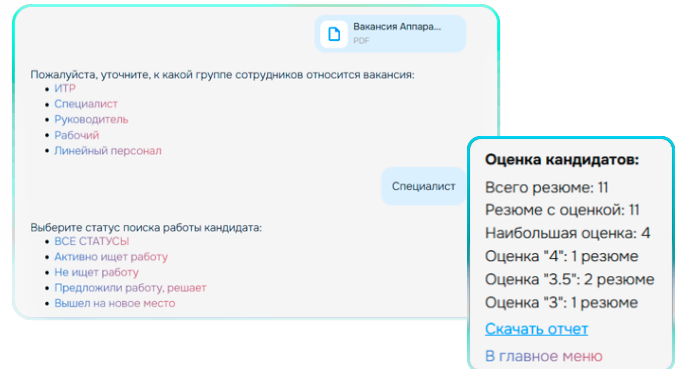 Вакансия Аппара...
PDF
Пожалуйста, уточните, к какой группе сотрудников относится вакансия:
• ИТР
• Специалист
• Руководитель
• Рабочий
• Линейный персонал
Специалист
Выберите статус поиска работы кандидата:
• ВСЕ СТАТУСЫ
• Активно ищет работу
• Не ищет работу
• Предложили работу, решает
• Вышел на новое место
Оценка кандидатов:
Всего резюме: 11
Резюме с оценкой: 11
Наибольшая оценка: 4
Оценка "4": 1 резюме
Оценка "3.5": 2 резюме
Оценка "3": 1 резюме
Скачать отчет
В главное меню